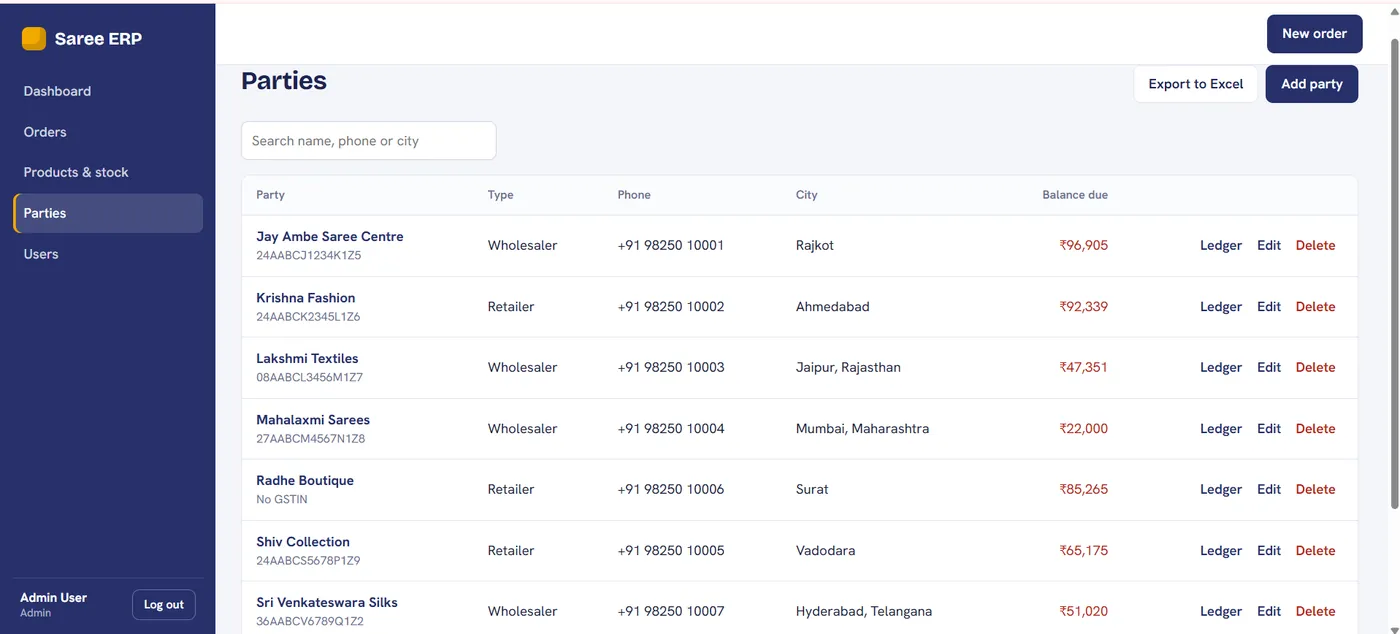 Saree ERP
Dashboard
Orders
Products & stock
Parties
Users
Admin User
Admin
Log out
New order
Parties
Export to Excel
Add party
Search name, phone or city
Party Type Phone City Balance due
Jay Ambe Saree Centre
24AABCJ1234K1Z5
Wholesaler +91 98250 10001 Rajkot ₹96,905 Ledger Edit Delete
Krishna Fashion
24AABCK2345L1Z6
Retailer +91 98250 10002 Ahmedabad ₹92,339 Ledger Edit Delete
Lakshmi Textiles
08AABCL3456M1Z7
Wholesaler +91 98250 10003 Jaipur, Rajasthan ₹47,351 Ledger Edit Delete
Mahalaxmi Sarees
27AABCM4567N1Z8
Wholesaler +91 98250 10004 Mumbai, Maharashtra ₹22,000 Ledger Edit Delete
Radhe Boutique
No GSTIN
Retailer +91 98250 10006 Surat ₹85,265 Ledger Edit Delete
Shiv Collection
24AABCS5678P1Z9
Retailer +91 98250 10005 Vadodara ₹65,175 Ledger Edit Delete
Sri Venkateswara Silks
36AABCV6789Q1Z2
Wholesaler +91 98250 10007 Hyderabad, Telangana ₹51,020 Ledger Edit Delete